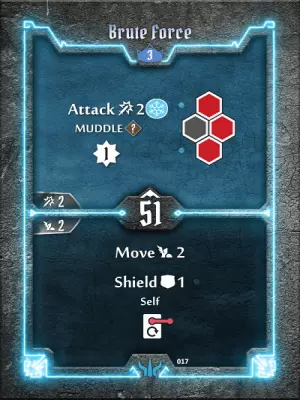 Brute Force
3
Attack 2
MUDDLE ?
1
2
51
2
Move 2
Shield 1
Self
017